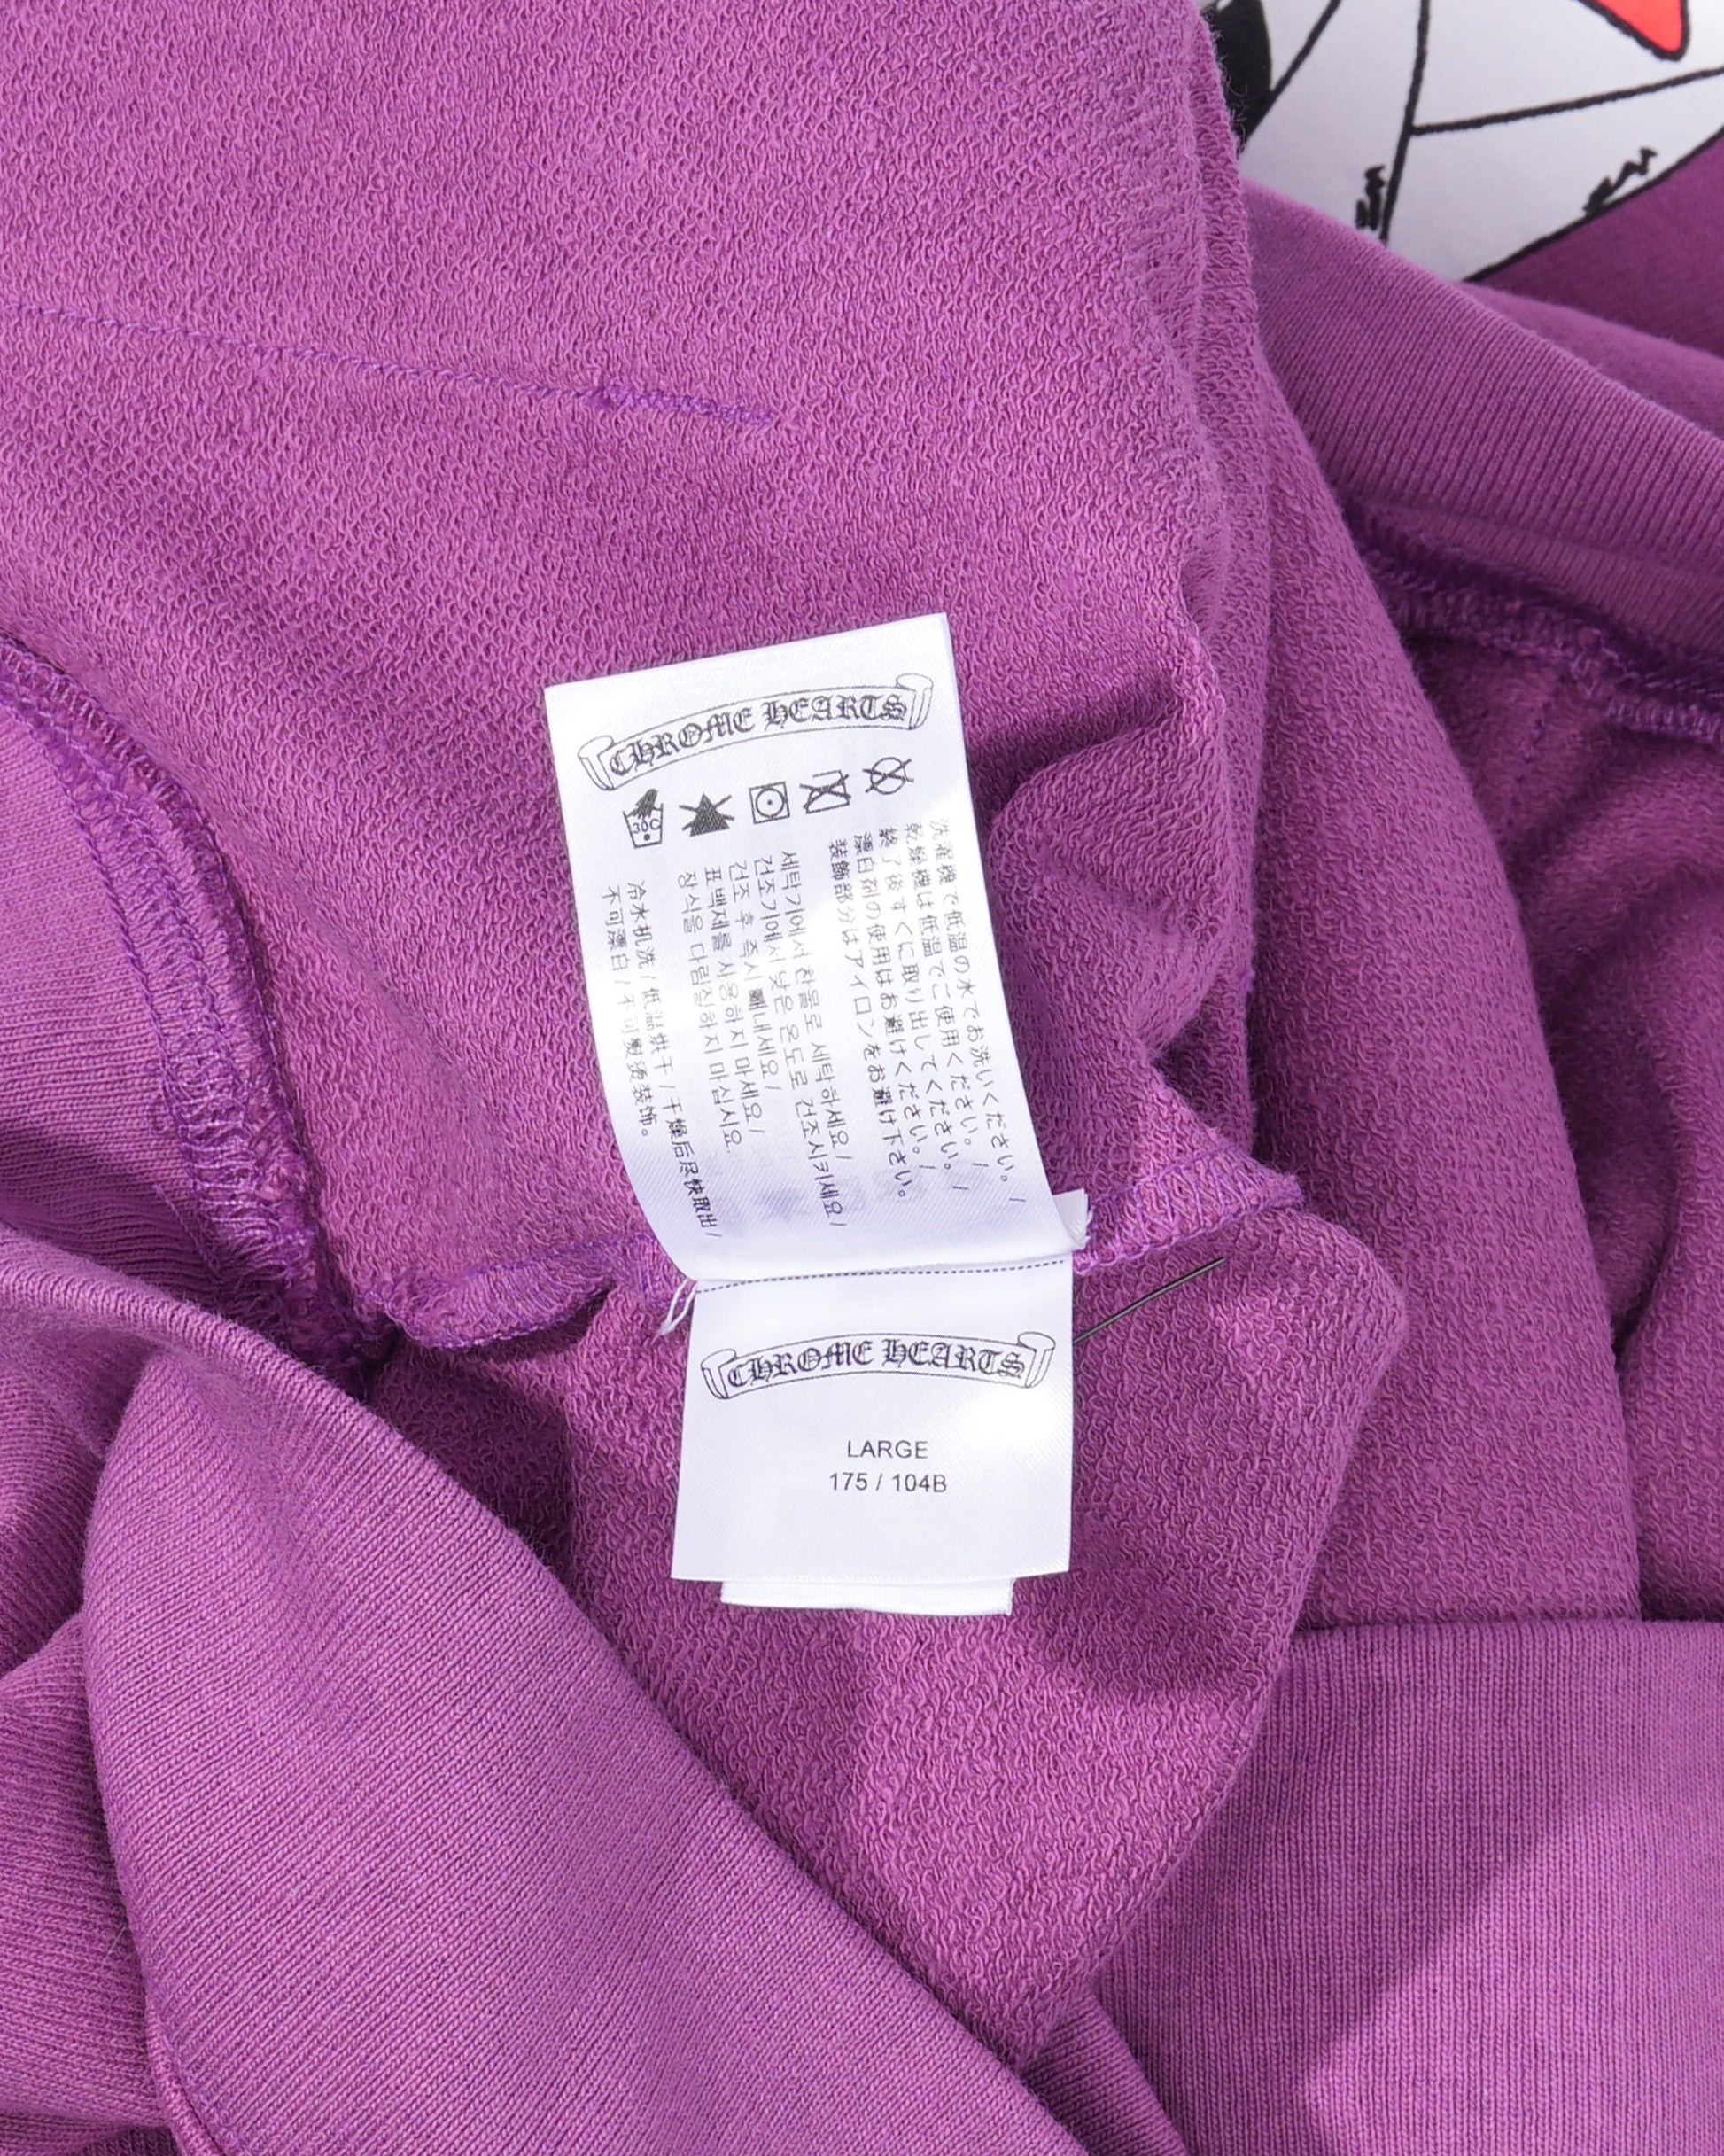 CHROME HEARTS
30C
洗濯機で低温の水でお洗いください。/
乾燥機は低温でご使用ください。/
終了後すぐに取り出してください。/
漂白剤の使用はお避けください。/
装飾部分はアイロンをお避け下さい。
세탁기에서 찬물로 세탁하세요/
건조기에서 낮은 온도로 건조시키세요/
건조 후 즉시 빼내세요/
표백제를 사용하지 마세요/
장식을 다림질하지 마십시요.
冷水机洗/低温烘干/干燥后尽快取出/
不可漂白/不可熨烫装饰。
CHROME HEARTS
LARGE
175 / 104B